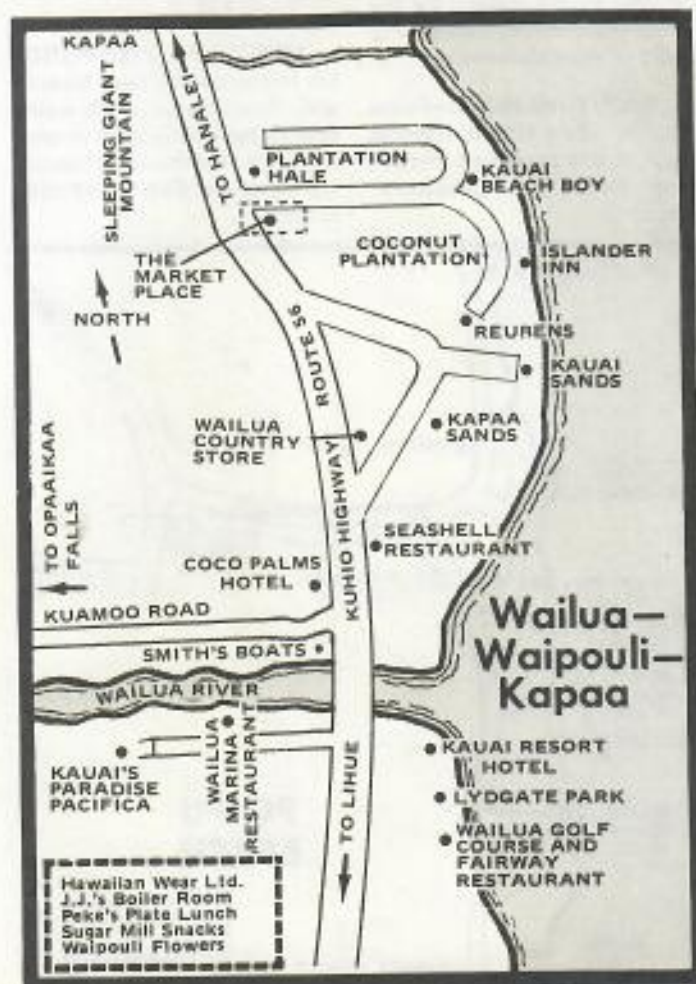 KAPAA
SLEEPING GIANT
MOUNTAIN
TO HANALEI
PLANTATION
HALE
KAUAI
BEACH BOY
THE
MARKET
PLACE
COCONUT
PLANTATION
ISLANDER
INN
NORTH
ROUTE 56
REUBENS
KAUAI
SANDS
WAILUA
COUNTRY
STORE
KAPAA
SANDS
KUHIO HIGHWAY
SEASHELL
RESTAURANT
TO OPAAIKAA
FALLS
COCO PALMS
HOTEL
KUAMOO ROAD
SMITH'S BOATS
Wailua—
Waipouli—
Kapaa
WAILUA RIVER
KAUAI'S
PARADISE
PACIFICA
WAILUA
MARINA
RESTAURANT
TO LIHUE
KAUAI RESORT
HOTEL
LYDGATE PARK
WAILUA GOLF
COURSE AND
FAIRWAY
RESTAURANT
Hawaiian Wear Ltd.
J.J.'s Boiler Room
Peke's Plate Lunch
Sugar Mill Snacks
Waipouli Flowers